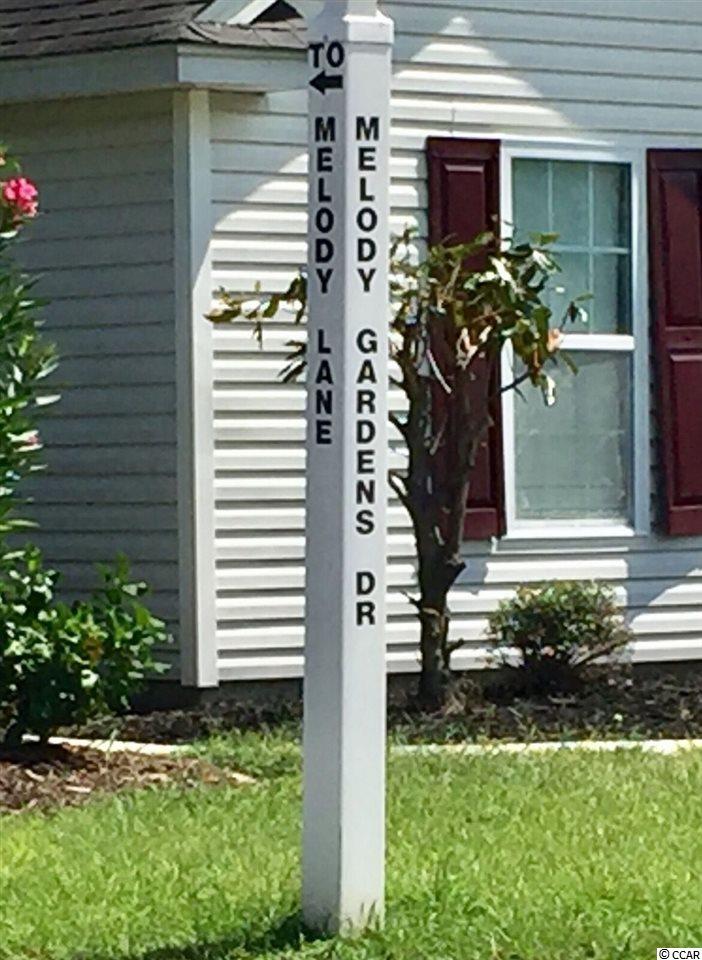 TO
←
MELODY LANE
MELODY GARDENS DR
© CCAR